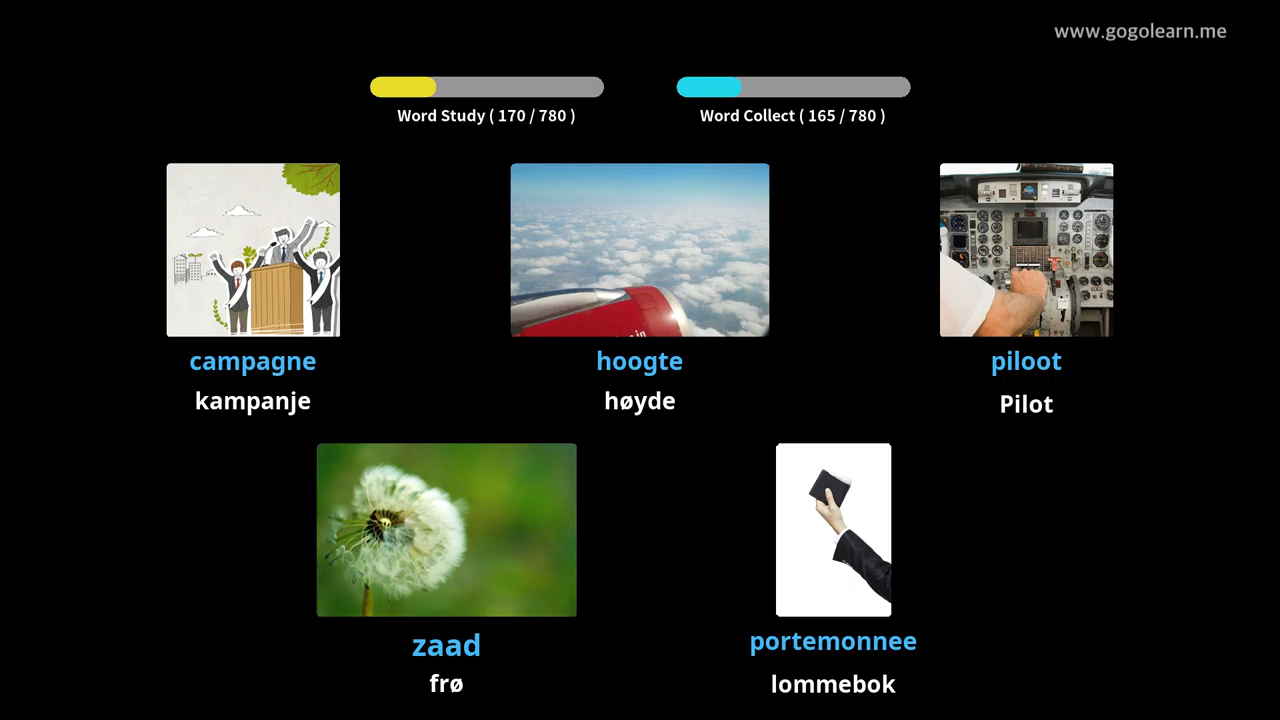 www.gogolearn.me
Word Study ( 170 / 780 )
Word Collect ( 165 / 780 )
campagne
kampanje
hoogte
høyde
piloot
Pilot
zaad
frø
portemonnee
lommebok